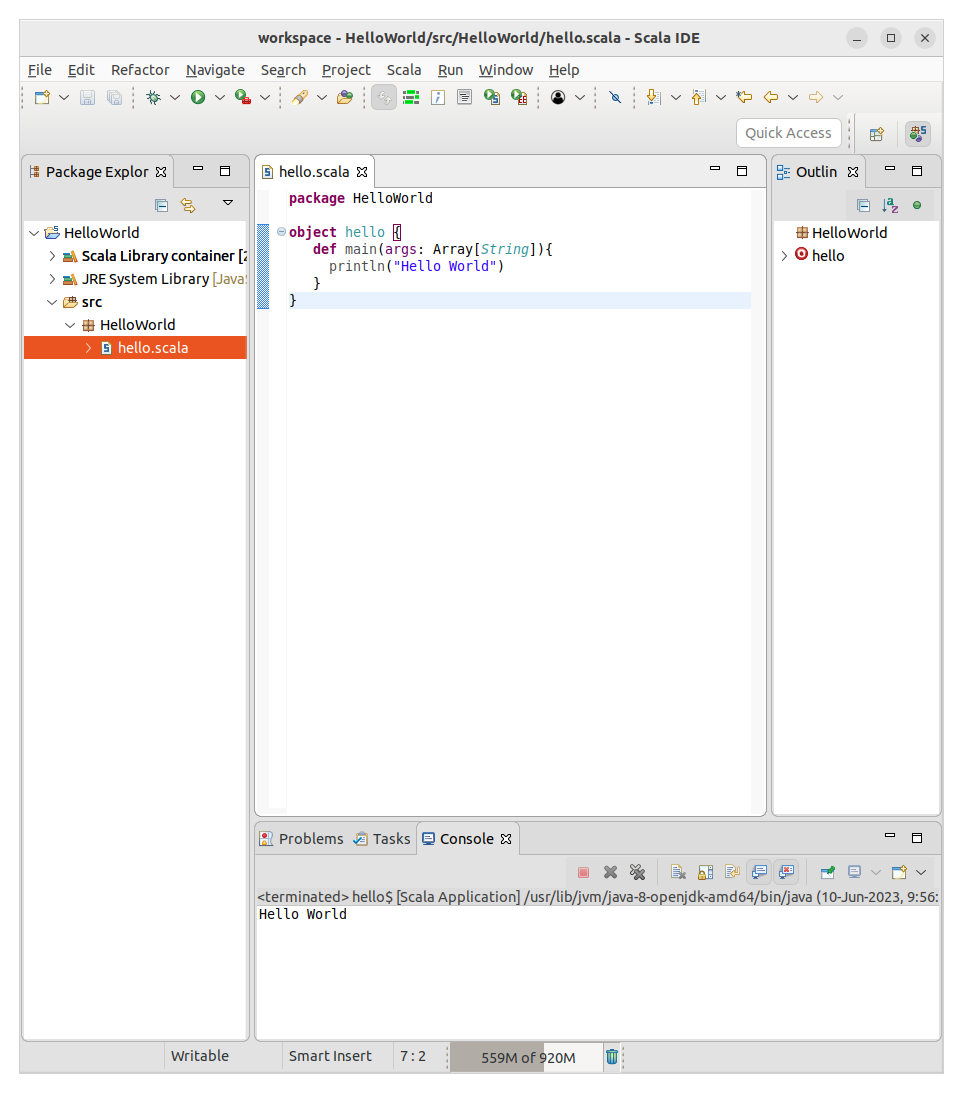 workspace - HelloWorld/src/HelloWorld/hello.scala - Scala IDE
File Edit Refactor Navigate Search Project Scala Run Window Help
Quick Access
Package Explor
HelloWorld
Scala Library container [2
JRE System Library [Java
src
HelloWorld
hello.scala
hello.scala
package HelloWorld
object hello {
def main(args: Array[String]){
println("Hello World")
}
}
Outlin
HelloWorld
hello
Problems Tasks Console
<terminated> hello$ [Scala Application] /usr/lib/jvm/java-8-openjdk-amd64/bin/java (10-Jun-2023, 9:56:
Hello World
Writable Smart Insert 7 : 2 559M of 920M